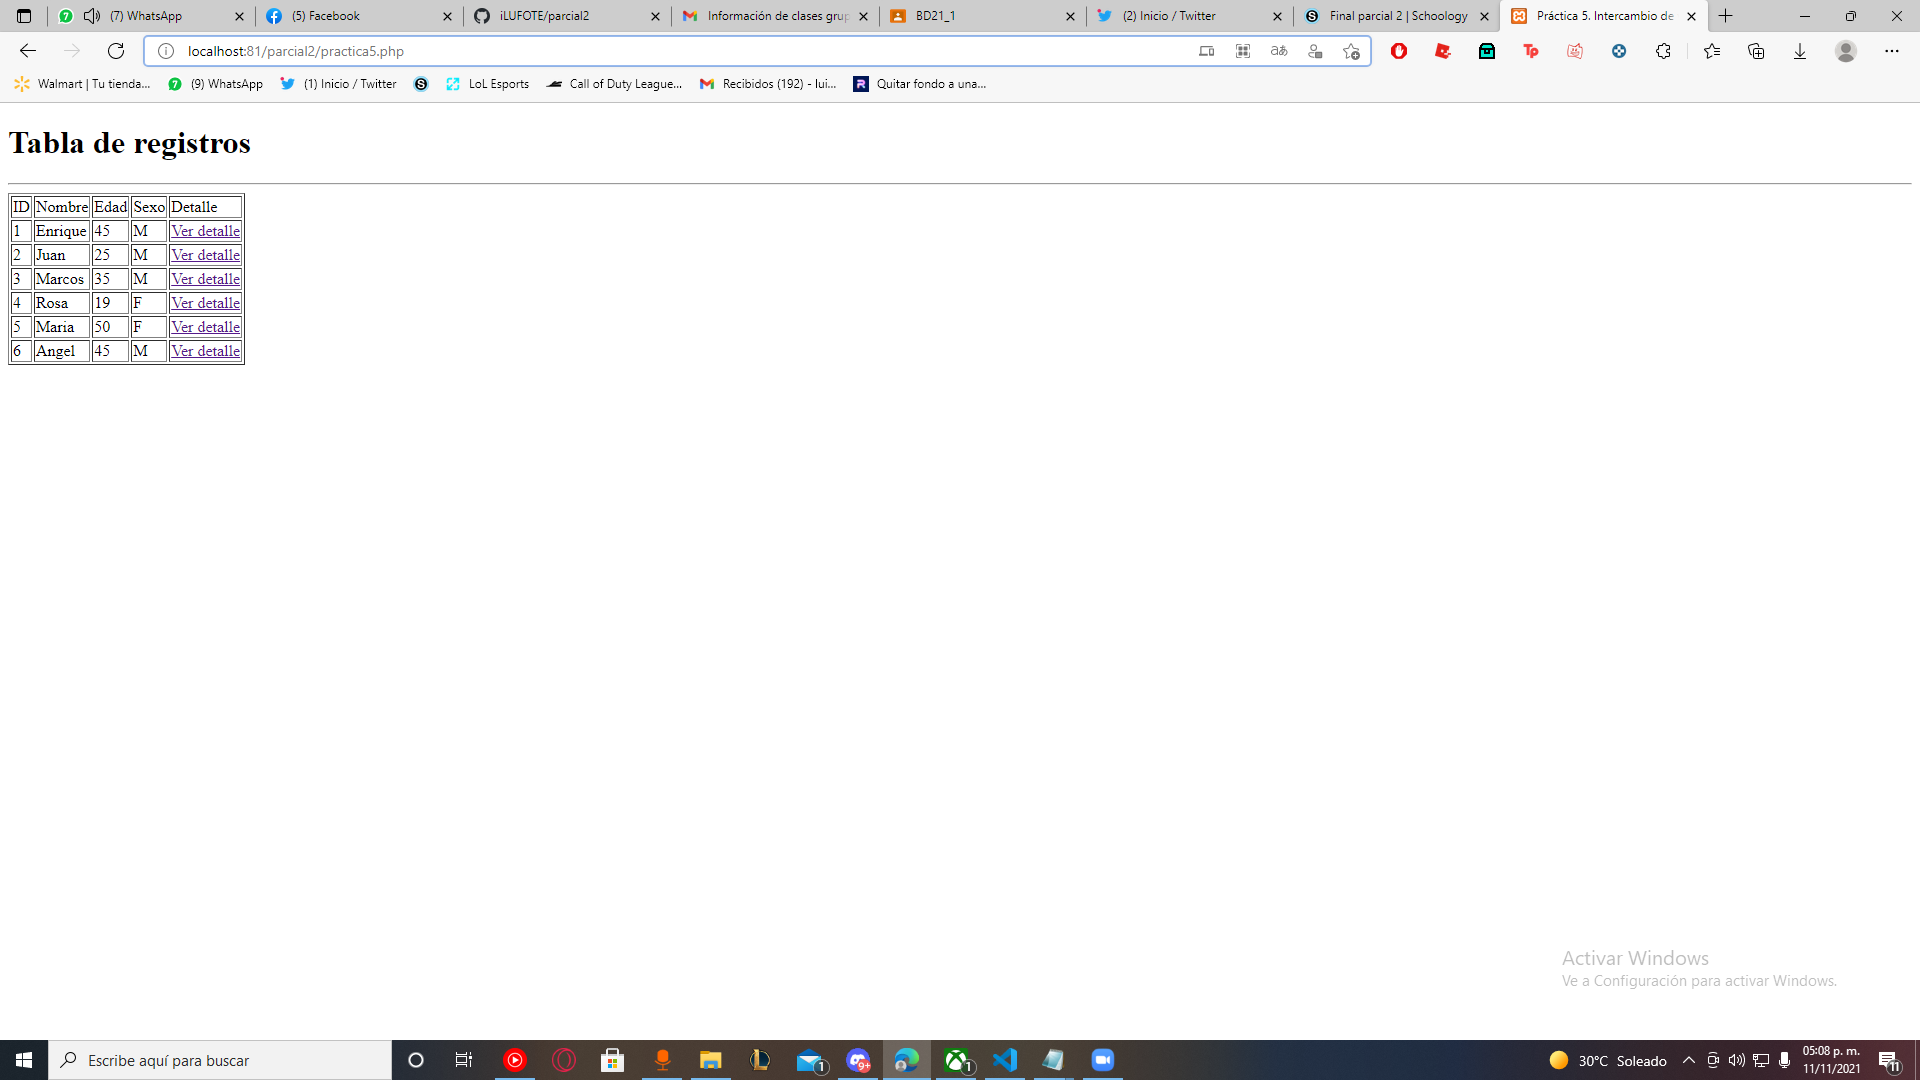 (7) WhatsApp
(5) Facebook
iLUFOTE/parcial2
Información de clases grup
BD21_1
(2) Inicio / Twitter
Final parcial 2 | Schoology
Práctica 5. Intercambio de
localhost:81/parcial2/practica5.php
Walmart | Tu tienda...
(9) WhatsApp
(1) Inicio / Twitter
LoL Esports
Call of Duty League...
Recibidos (192) - lui...
Quitar fondo a una...
Tabla de registros
ID Nombre Edad Sexo Detalle
1 Enrique 45 M Ver detalle
2 Juan 25 M Ver detalle
3 Marcos 35 M Ver detalle
4 Rosa 19 F Ver detalle
5 Maria 50 F Ver detalle
6 Angel 45 M Ver detalle
Activar Windows
Ve a Configuración para activar Windows.
Escribe aquí para buscar
1
9+
1
30°C Soleado
05:08 p. m.
11/11/2021
11